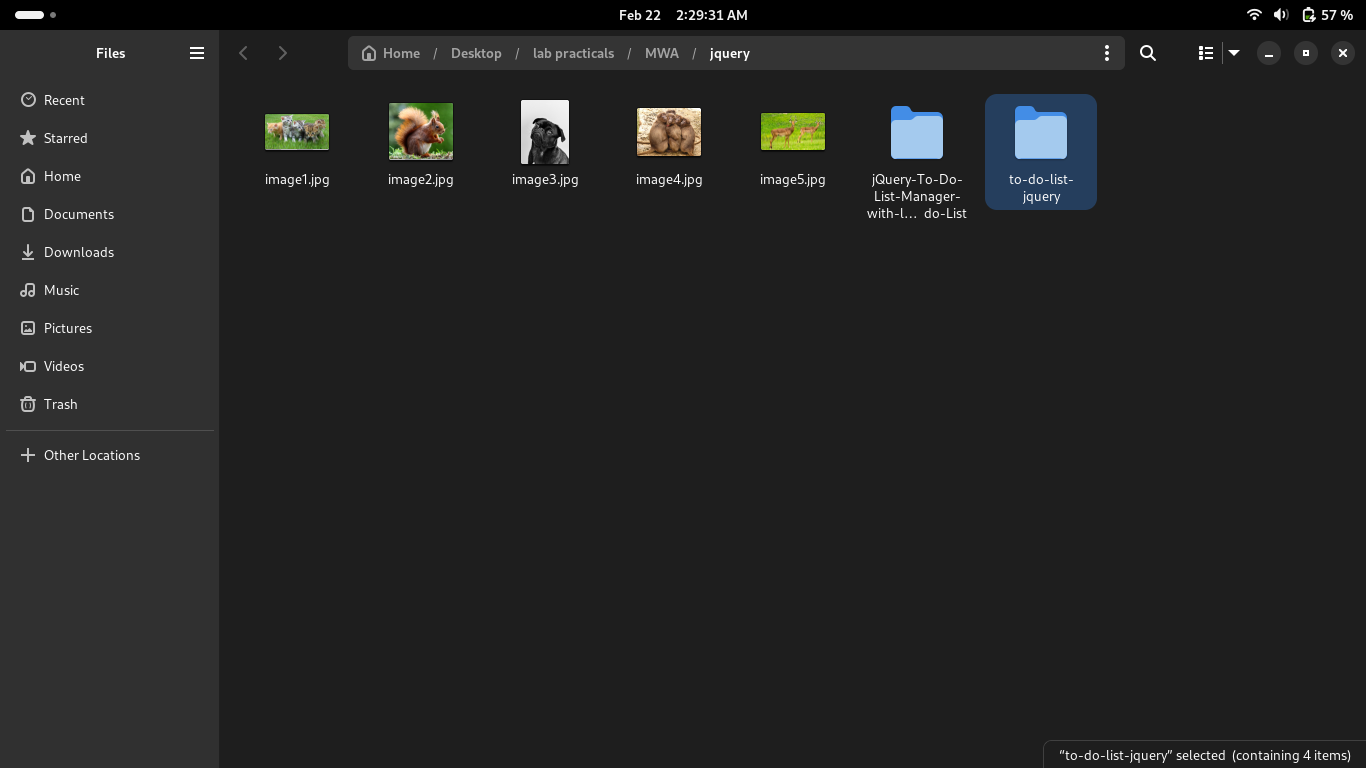 Feb 22 2:29:31 AM
57 %
Files
Home / Desktop / lab practicals / MWA / jquery
Recent
Starred
Home
Documents
Downloads
Music
Pictures
Videos
Trash
Other Locations
image1.jpg
image2.jpg
image3.jpg
image4.jpg
image5.jpg
jQuery-To-Do-
List-Manager-
with-l… do-List
to-do-list-
jquery
“to-do-list-jquery” selected (containing 4 items)